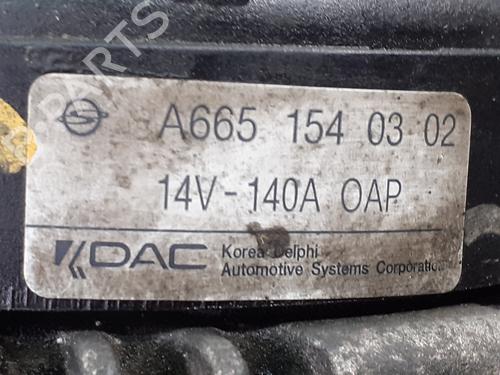 PARTS
A665 154 03 02
14V-140A OAP
KDAC
Korea Delphi
Automotive Systems Corporation